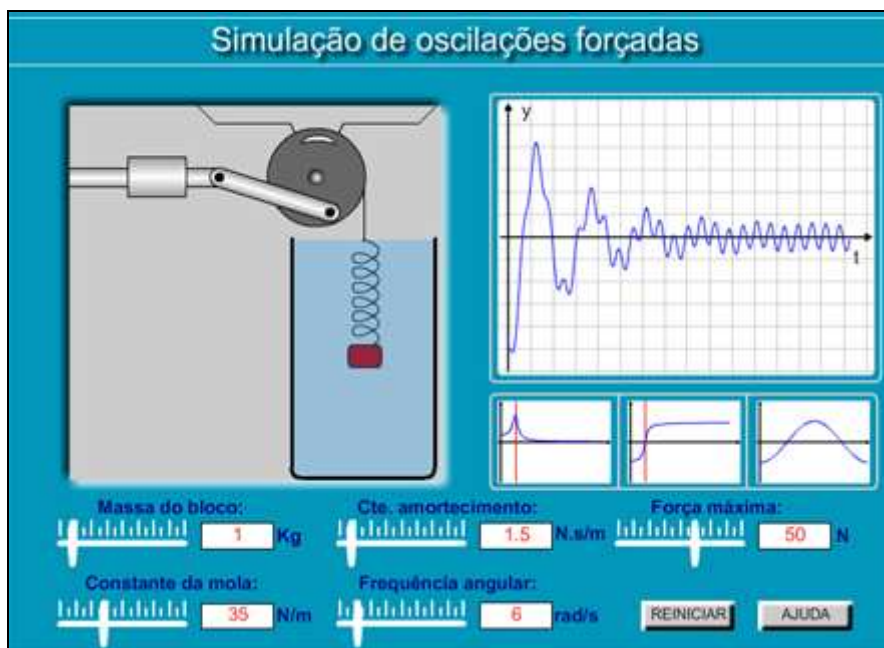 Simulação de oscilações forçadas
y
t
Massa do bloco:
1 Kg
Cte. amortecimento:
1.5 N.s/m
Força máxima:
50 N
Constante da mola:
35 N/m
Frequência angular:
6 rad/s
REINICIAR
AJUDA